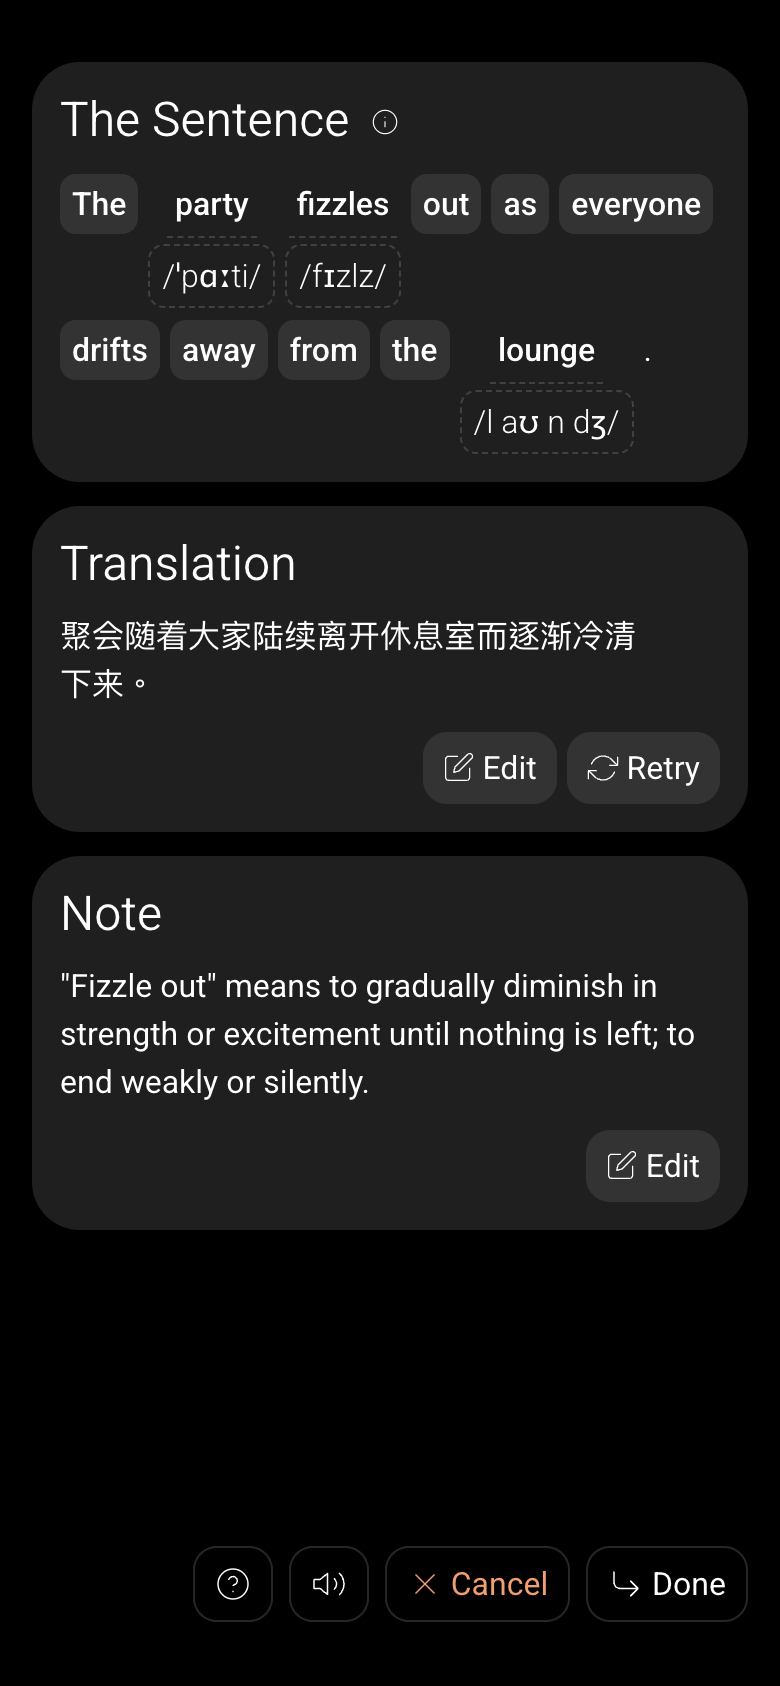 The Sentence
The party fizzles out as everyone
/ˈpɑːti/ /fɪzlz/
drifts away from the lounge .
/l aʊ n dʒ/
Translation
聚会随着大家陆续离开休息室而逐渐冷清
下来。
Edit Retry
Note
"Fizzle out" means to gradually diminish in
strength or excitement until nothing is left; to
end weakly or silently.
Edit
Cancel Done